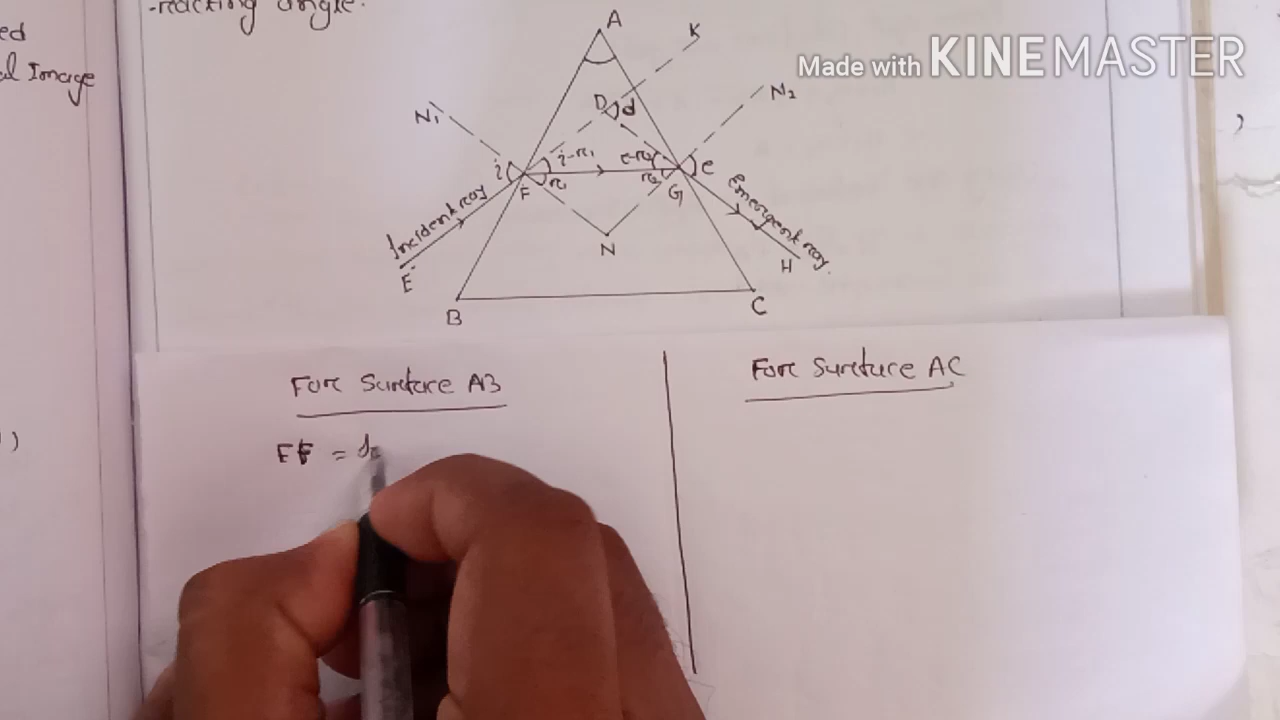 ed
al Image
-racting angle.
Made with KINEMASTER
A
K
N₁
D
d
N₂
i
i-r₁
e-r₂
e
F
r₁
r₂
G
Incident ray
Emergent ray.
E
N
H
B
C
)
For Surface AB
For Surface AC
EF =